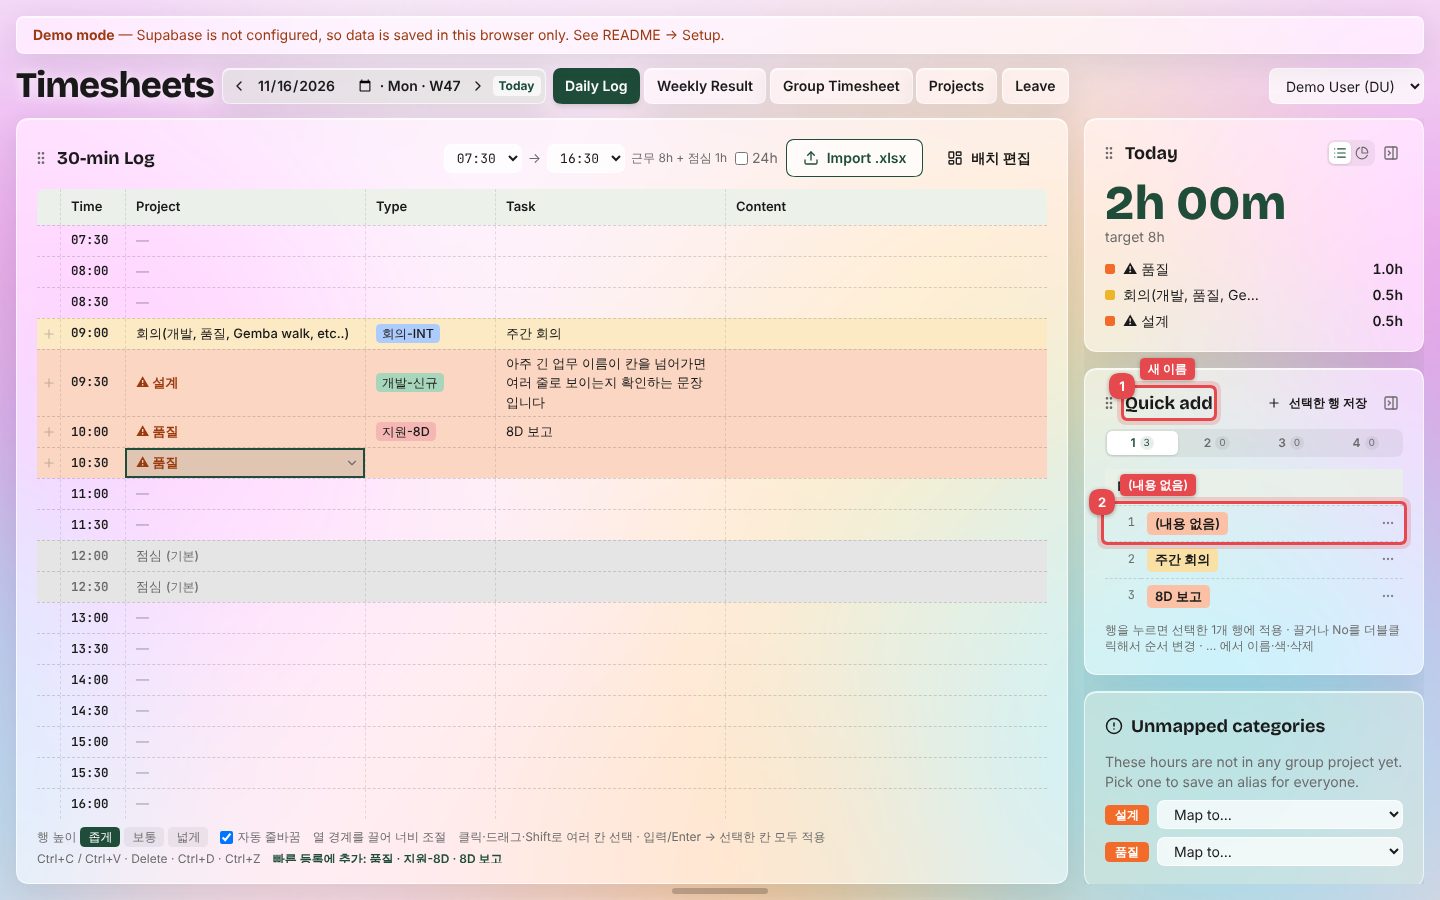 Demo mode — Supabase is not configured, so data is saved in this browser only. See README → Setup.
Timesheets
11/16/2026 · Mon · W47 Today
Daily Log
Weekly Result
Group Timesheet
Projects
Leave
Demo User (DU)
30-min Log
07:30 → 16:30 근무 8h + 점심 1h 24h
Import .xlsx
배치 편집
Time Project Type Task Content
07:30 —
08:00 —
08:30 —
+ 09:00 회의(개발, 품질, Gemba walk, etc..) 회의-INT 주간 회의
+ 09:30 설계 개발-신규 아주 긴 업무 이름이 칸을 넘어가면
여러 줄로 보이는지 확인하는 문장
입니다
+ 10:00 품질 지원-8D 8D 보고
+ 10:30 품질
11:00 —
11:30 —
12:00 점심 (기본)
12:30 점심 (기본)
13:00 —
13:30 —
14:00 —
14:30 —
15:00 —
15:30 —
16:00 —
행 높이 좁게 보통 넓게 자동 줄바꿈 열 경계를 끌어 너비 조절 클릭·드래그·Shift로 여러 칸 선택 · 입력/Enter → 선택한 칸 모두 적용
Ctrl+C / Ctrl+V · Delete · Ctrl+D · Ctrl+Z 빠른 등록에 추가: 품질 · 지원-8D · 8D 보고
Today
2h 00m
target 8h
품질 1.0h
회의(개발, 품질, Ge... 0.5h
설계 0.5h
새 이름
1
Quick add
+ 선택한 행 저장
1 3 2 0 3 0 4 0
(내용 없음)
2
1 (내용 없음) ...
2 주간 회의 ...
3 8D 보고 ...
행을 누르면 선택한 1개 행에 적용 · 끌거나 No를 더블클
릭해서 순서 변경 · ... 에서 이름·색·삭제
Unmapped categories
These hours are not in any group project yet.
Pick one to save an alias for everyone.
설계 Map to...
품질 Map to...